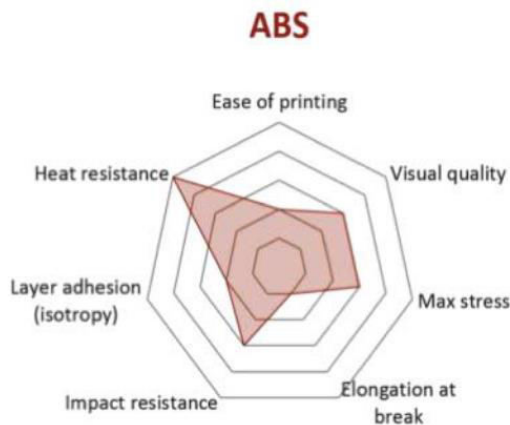 ABS
Ease of printing
Heat resistance
Visual quality
Layer adhesion
(isotropy)
Max stress
Impact resistance
Elongation at
break